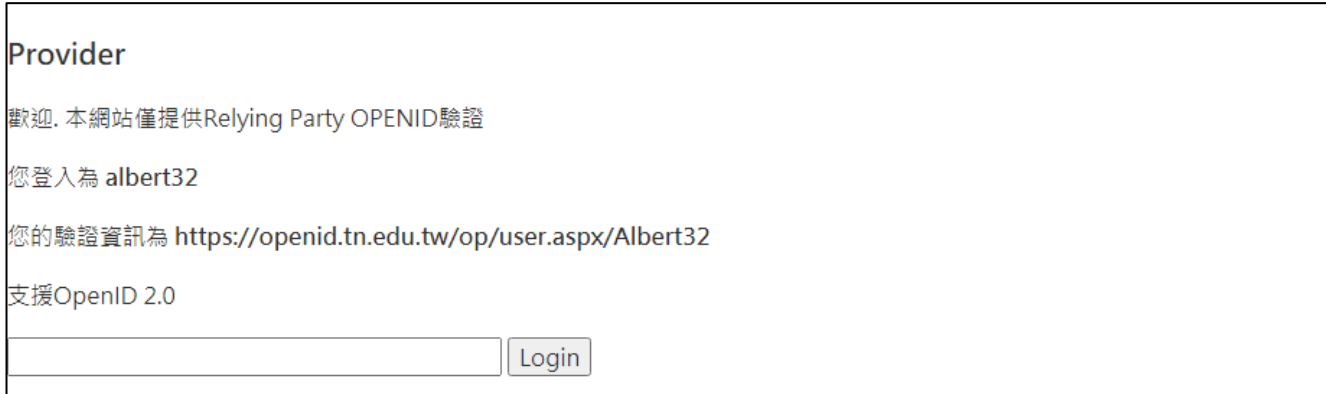 Provider
歡迎. 本網站僅提供Relying Party OPENID驗證
您登入為 albert32
您的驗證資訊為 https://openid.tn.edu.tw/op/user.aspx/Albert32
支援OpenID 2.0
Login